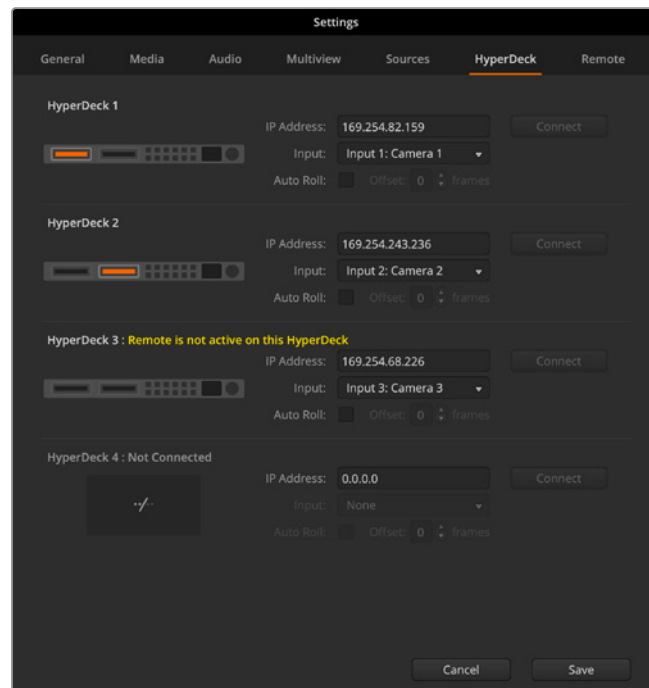 Settings
General Media Audio Multiview Sources HyperDeck Remote
HyperDeck 1
IP Address: 169.254.82.159 Connect
Input: Input 1: Camera 1
Auto Roll: Offset: 0 frames
HyperDeck 2
IP Address: 169.254.243.236 Connect
Input: Input 2: Camera 2
Auto Roll: Offset: 0 frames
HyperDeck 3 : Remote is not active on this HyperDeck
IP Address: 169.254.68.226 Connect
Input: Input 3: Camera 3
Auto Roll: Offset: 0 frames
HyperDeck 4 : Not Connected
IP Address: 0.0.0.0 Connect
--/-- Input: None
Auto Roll: Offset: 0 frames
Cancel Save